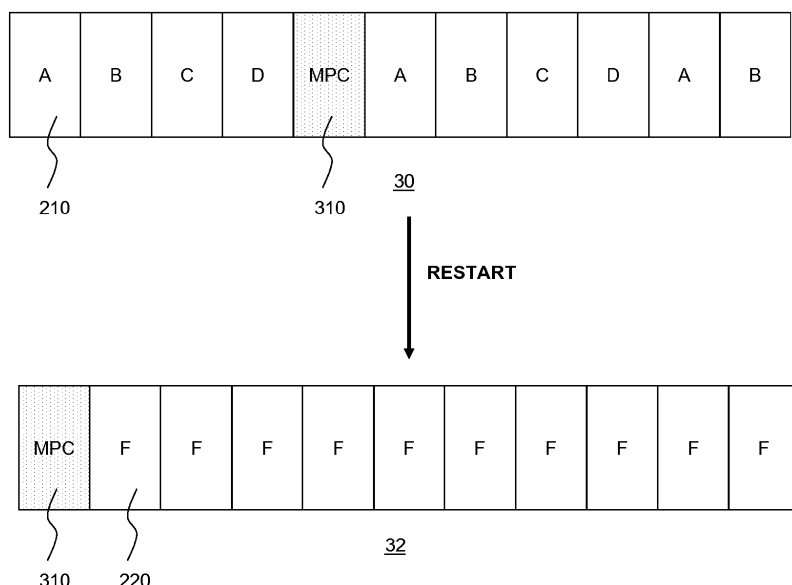 A B C D MPC A B C D A B
210 310 30
RESTART
MPC F F F F F F F F F F
310 220 32